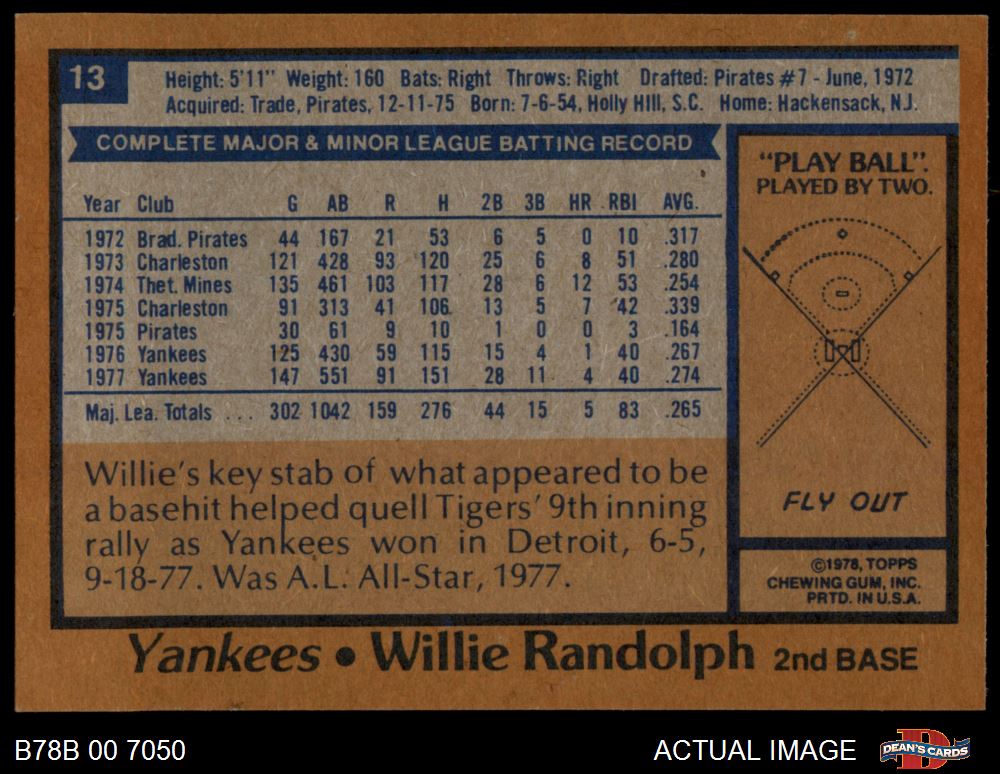 13
Height: 5'11" Weight: 160 Bats: Right Throws: Right Drafted: Pirates #7 - June, 1972
Acquired: Trade, Pirates, 12-11-75 Born: 7-6-54, Holly Hill, S.C. Home: Hackensack, N.J.
COMPLETE MAJOR & MINOR LEAGUE BATTING RECORD
Year Club G AB R H 2B 3B HR RBI AVG.
1972 Brad. Pirates 44 167 21 53 6 5 0 10 .317
1973 Charleston 121 428 93 120 25 6 8 51 .280
1974 Thet. Mines 135 461 103 117 28 6 12 53 .254
1975 Charleston 91 313 41 106 13 5 7 42 .339
1975 Pirates 30 61 9 10 1 0 0 3 .164
1976 Yankees 125 430 59 115 15 4 1 40 .267
1977 Yankees 147 551 91 151 28 11 4 40 .274
Maj. Lea. Totals ... 302 1042 159 276 44 15 5 83 .265
Willie's key stab of what appeared to be
a basehit helped quell Tigers' 9th inning
rally as Yankees won in Detroit, 6-5,
9-18-77. Was A.L. All-Star, 1977.
"PLAY BALL".
PLAYED BY TWO.
FLY OUT
©1978, TOPPS
CHEWING GUM, INC.
PRTD. IN U.S.A.
Yankees • Willie Randolph 2nd BASE
B78B 00 7050
ACTUAL IMAGE
DEAN'S CARDS